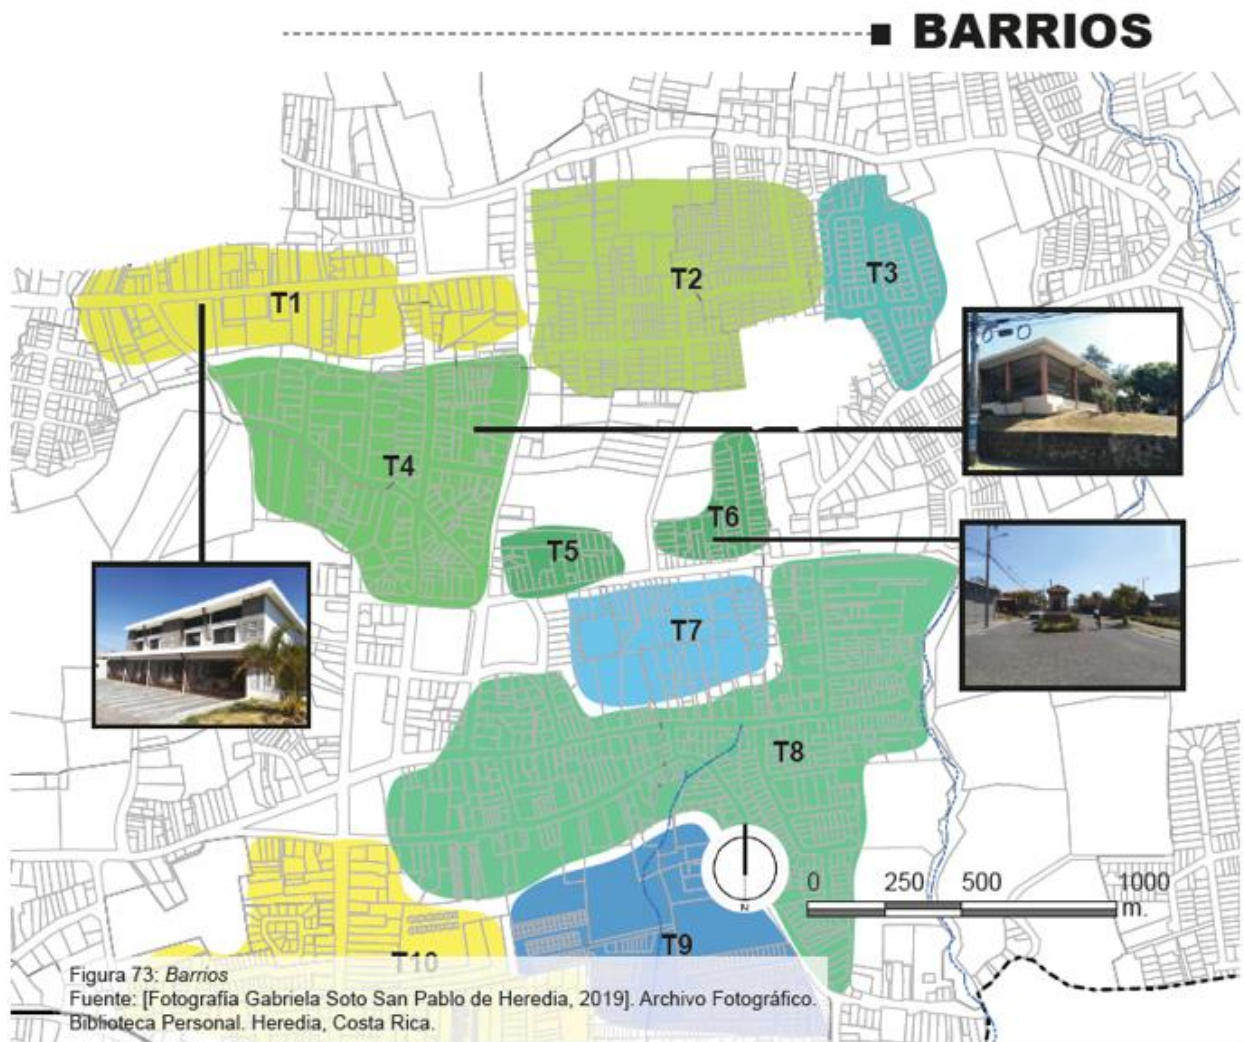 BARRIOS
T1
T2
T3
T4
T5
T6
T7
T8
T9
T10
N
0 250 500 1000
m.
Figura 73: Barrios
Fuente: [Fotografía Gabriela Soto San Pablo de Heredia, 2019]. Archivo Fotográfico.
Biblioteca Personal. Heredia, Costa Rica.